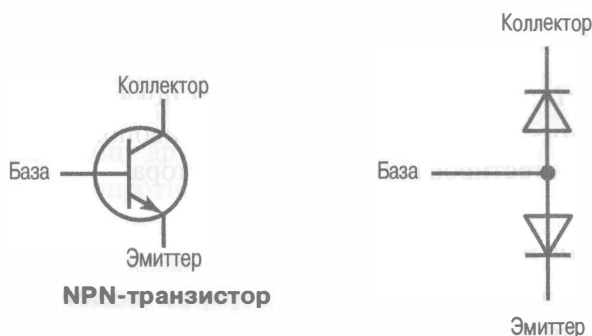 Коллектор
База
Эмиттер
NPN-транзистор
Коллектор
База
Эмиттер